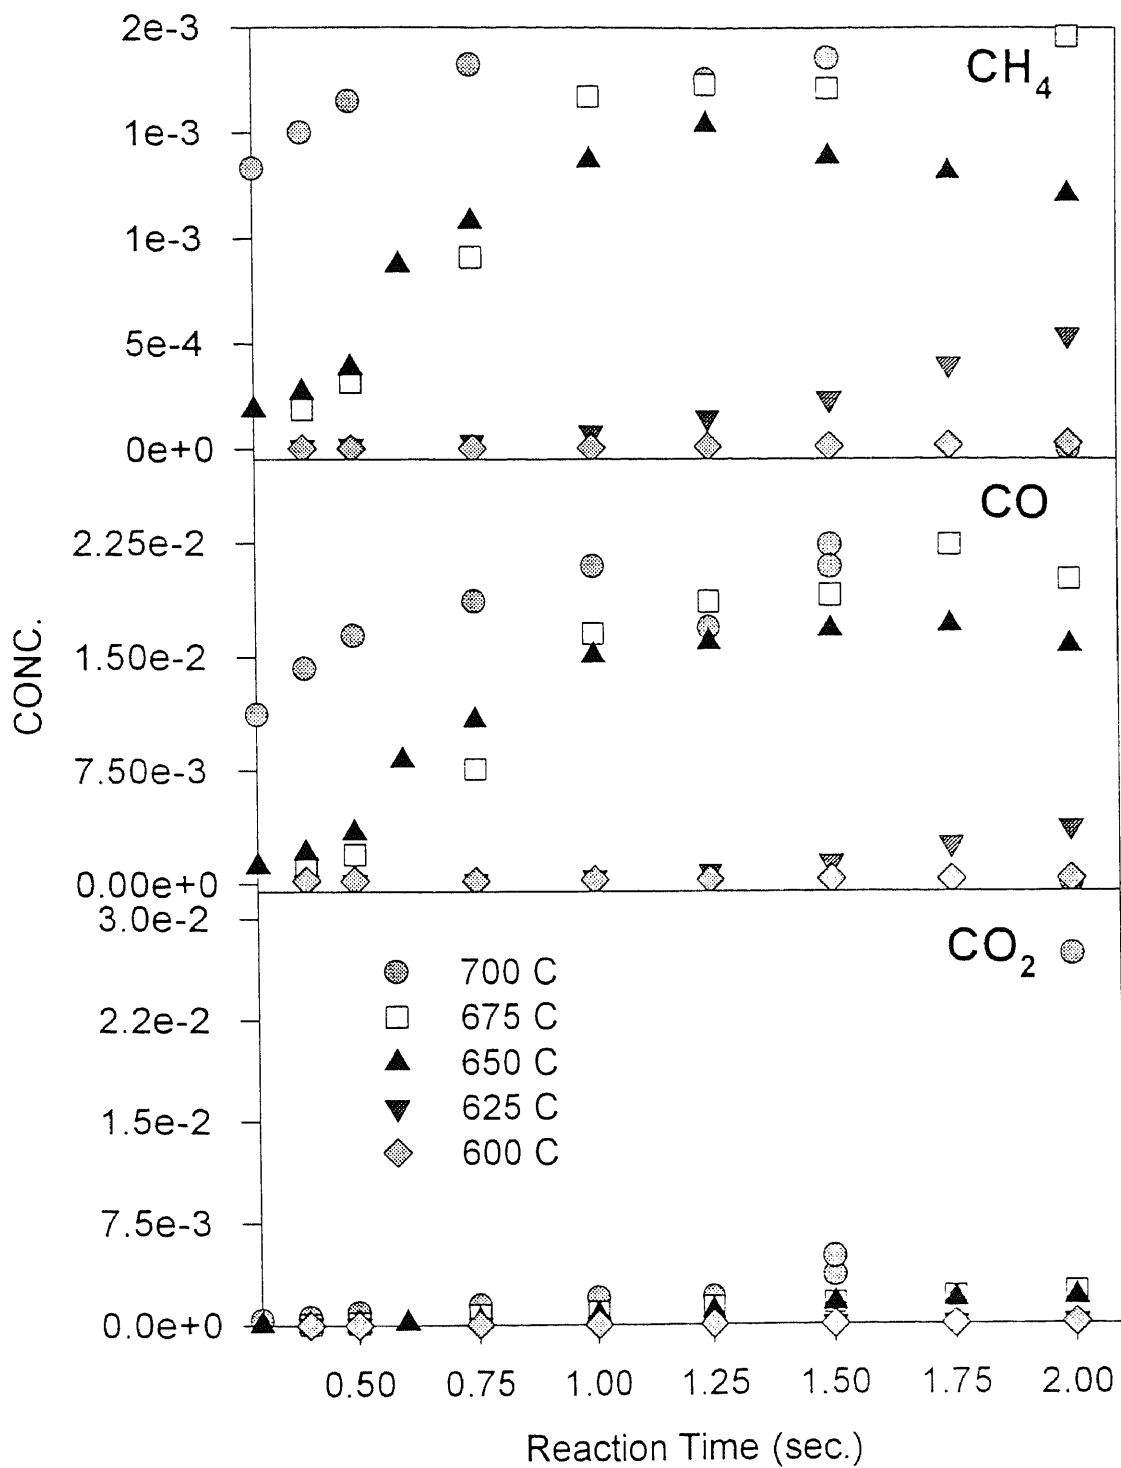 2e-3
CH4
1e-3
1e-3
5e-4
0e+0
CO
2.25e-2
1.50e-2
7.50e-3
0.00e+0
CONC.
3.0e-2
CO2
2.2e-2
1.5e-2
7.5e-3
0.0e+0
700 C
675 C
650 C
625 C
600 C
0.50 0.75 1.00 1.25 1.50 1.75 2.00
Reaction Time (sec.)